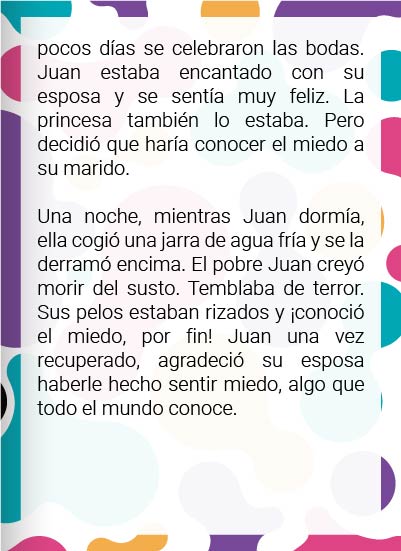 pocos días se celebraron las bodas.
Juan estaba encantado con su
esposa y se sentía muy feliz. La
princesa también lo estaba. Pero
decidió que haría conocer el miedo a
su marido.
Una noche, mientras Juan dormía,
ella cogió una jarra de agua fría y se la
derramó encima. El pobre Juan creyó
morir del susto. Temblaba de terror.
Sus pelos estaban rizados y ¡conoció
el miedo, por fin! Juan una vez
recuperado, agradeció su esposa
haberle hecho sentir miedo, algo que
todo el mundo conoce.